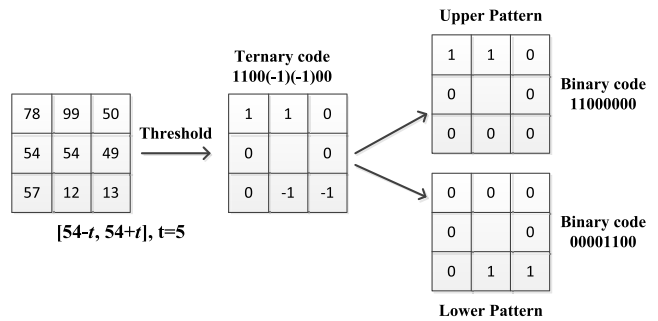 Upper Pattern
Ternary code
1100(-1)(-1)00
1 1 0
0 0
0 0 0
Binary code
11000000
78 99 50
54 54 49
57 12 13
Threshold
1 1 0
0 0
0 -1 -1
[54-t, 54+t], t=5
0 0 0
0 0
0 1 1
Binary code
00001100
Lower Pattern